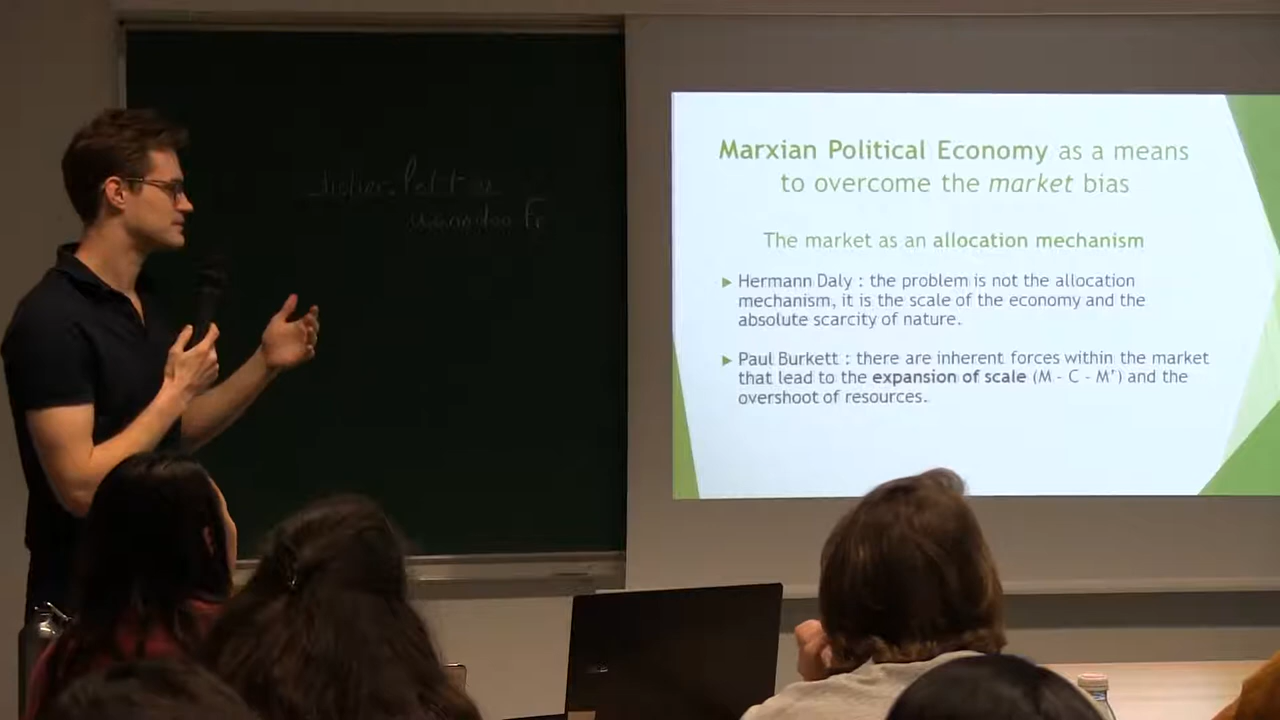 Marxian Political Economy as a means
to overcome the market bias
The market as an allocation mechanism
▶ Hermann Daly : the problem is not the allocation
mechanism, it is the scale of the economy and the
absolute scarcity of nature.
▶ Paul Burkett : there are inherent forces within the market
that lead to the expansion of scale (M - C - M’) and the
overshoot of resources.